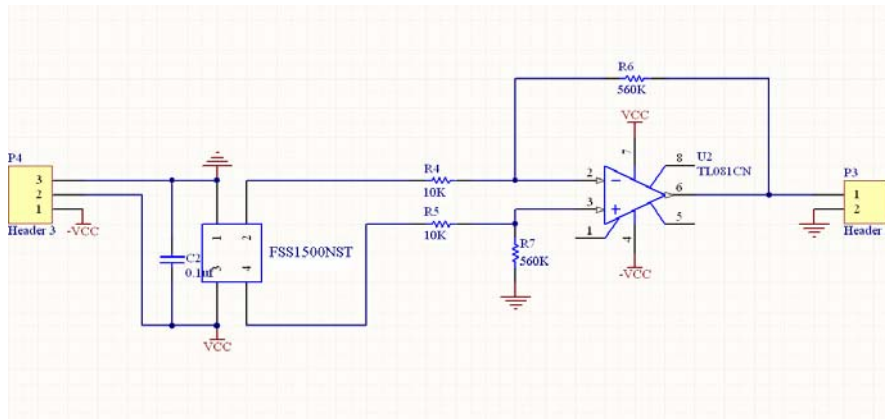 R6
560K
VCC
7
8
U2
TL081CN
P4
3
2
1
Header 3
-VCC
R4
10K
2
R5
10K
3
6
P3
1
2
Header
1
4
5
R7
560K
-VCC
1
2
C2
0.1uf
FSS1500NST
3
4
VCC